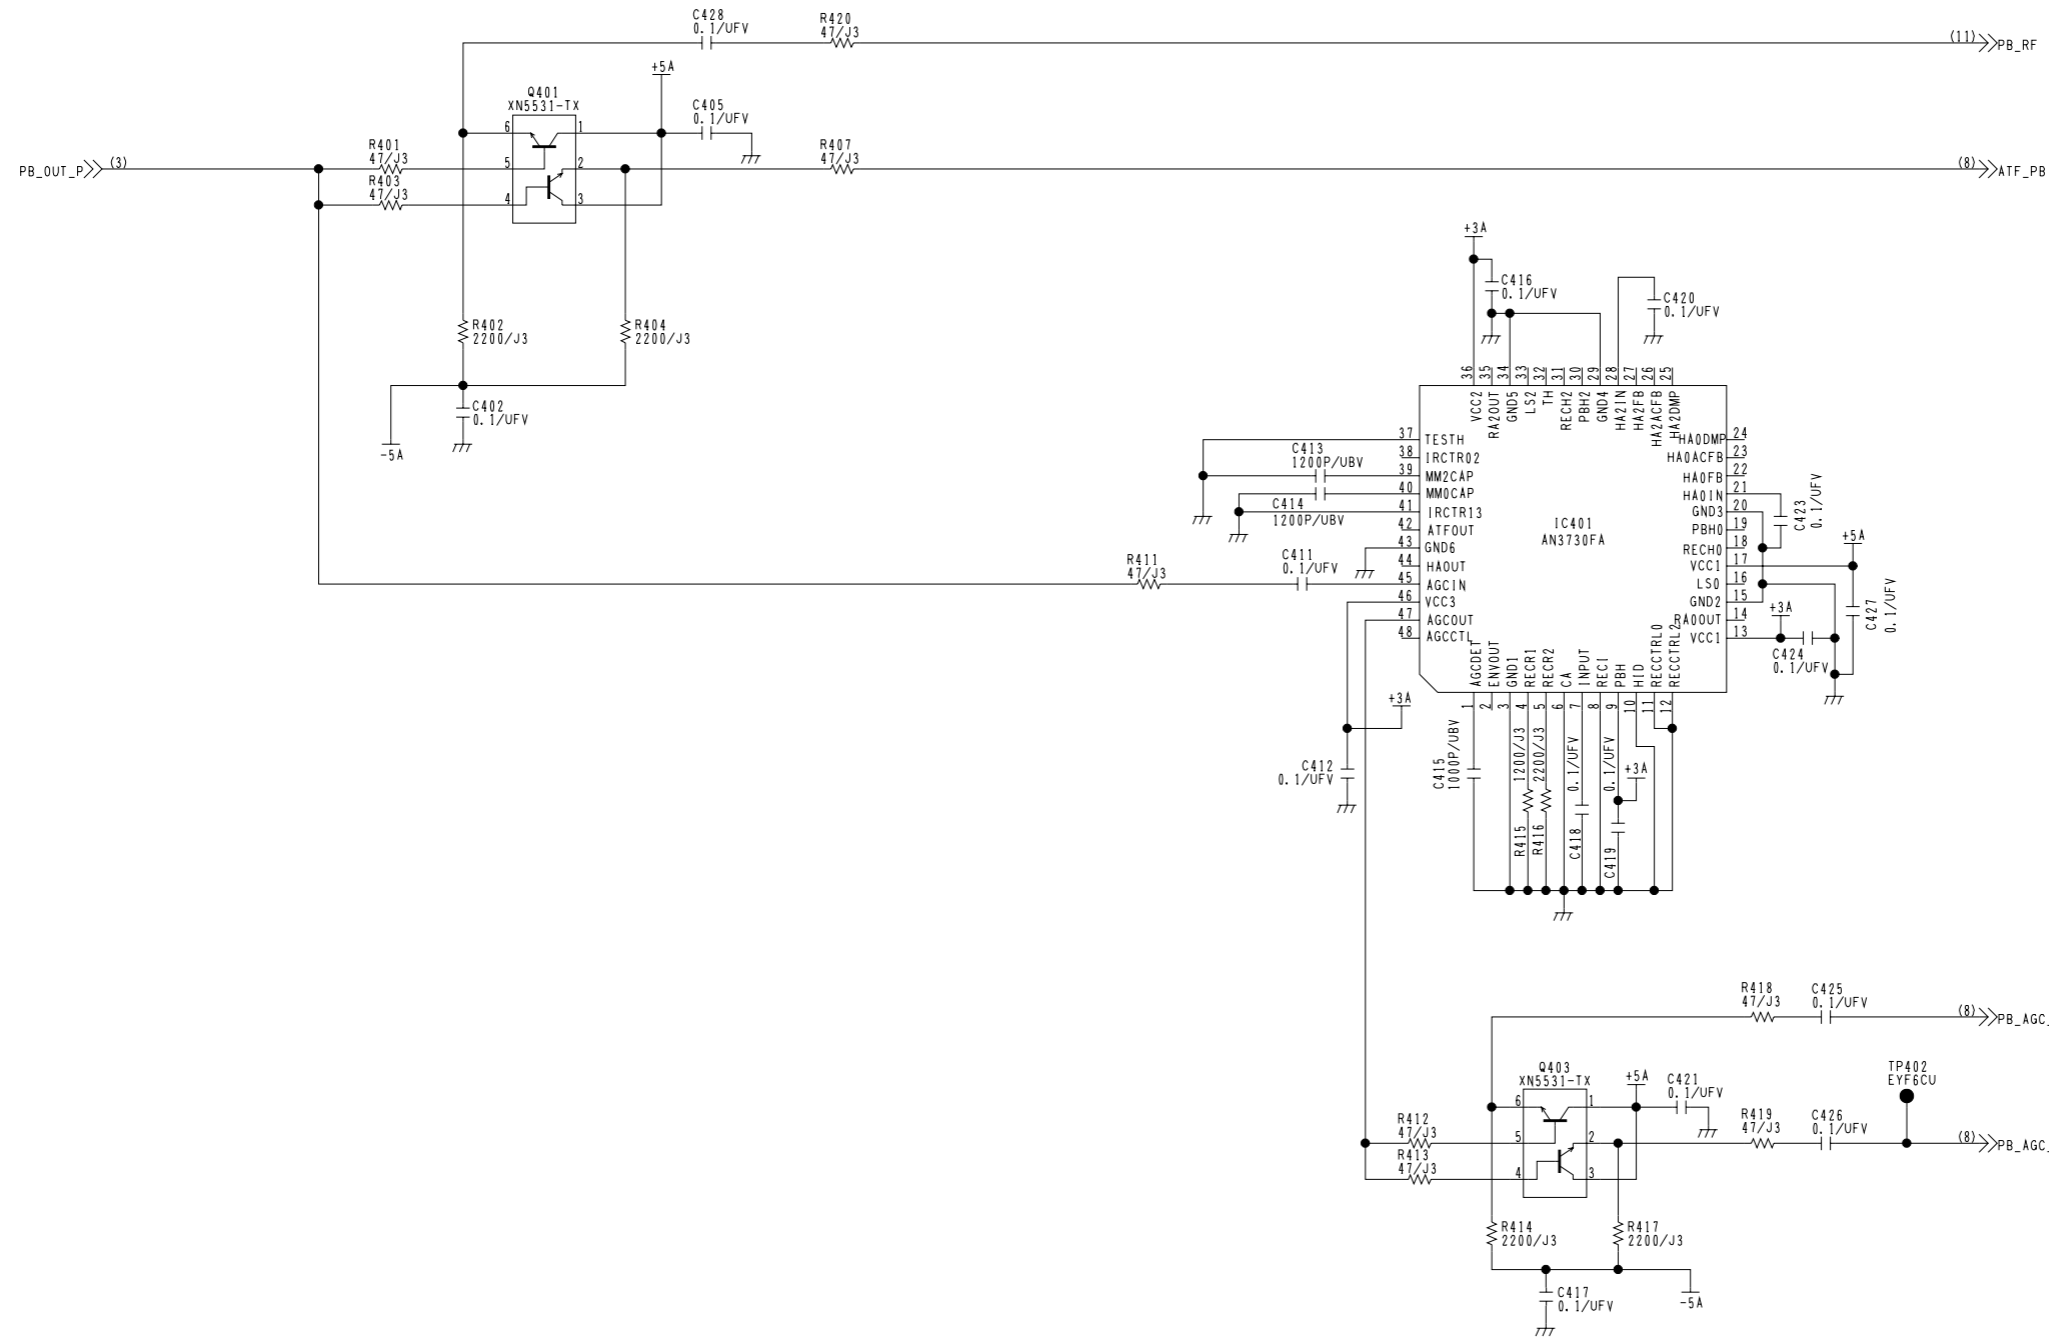 C428
0.1/UFV
R420
47/J3
(11)
PB_RF
+5A
Q401
XN5531-TX
C405
0.1/UFV
6
1
R401
47/J3
R407
47/J3
PB_OUT_P
(3)
5
2
(8)
ATF_PB
R403
47/J3
4
3
+3A
C416
0.1/UFV
C420
0.1/UFV
R402
2200/J3
R404
2200/J3
36
35
34
33
32
31
30
29
28
27
26
25
VCC2
RA2OUT
GND5
LS2
TH
RECH2
PBH2
GND4
HA2IN
HA2FB
HA2ACFB
HA2DMP
C402
0.1/UFV
-5A
37 TESTH
38 IRCTR02
39 MM2CAP
40 MM0CAP
41 IRCTR13
42 ATFOUT
43 GND6
44 HAOUT
45 AGCIN
46 VCC3
47 AGCOUT
48 AGCCTL
C413
1200P/UBV
C414
1200P/UBV
IC401
AN3730FA
HA0DMP 24
HA0ACFB 23
HA0FB 22
HA0IN 21
GND3 20
PBH0 19
RECH0 18
VCC1 17
LS0 16
GND2 15
RA0OUT 14
VCC1 13
C423
0.1/UFV
+5A
C427
0.1/UFV
+3A
C424
0.1/UFV
R411
47/J3
C411
0.1/UFV
AGCDET
ENVOUT
GND1
RECR1
RECR2
CA
INPUT
RECI
PBH
HID
RECCTRL0
RECCTRL2
1
2
3
4
5
6
7
8
9
10
11
12
+3A
C412
0.1/UFV
C415
1000P/UBV
R415
1200/J3
R416
2200/J3
C418
0.1/UFV
C419
0.1/UFV
+3A
R418
47/J3
C425
0.1/UFV
(8)
PB_AGC_
Q403
XN5531-TX
+5A
C421
0.1/UFV
TP402
EYF6CU
6
1
R412
47/J3
R419
47/J3
C426
0.1/UFV
5
2
(8)
PB_AGC_
R413
47/J3
4
3
R414
2200/J3
R417
2200/J3
C417
0.1/UFV
-5A